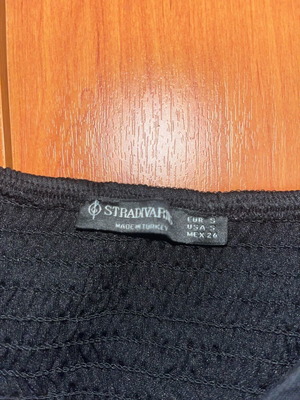 STRADIVARIUS
MADE IN TURKEY
EUR S
USA S
MEX 26